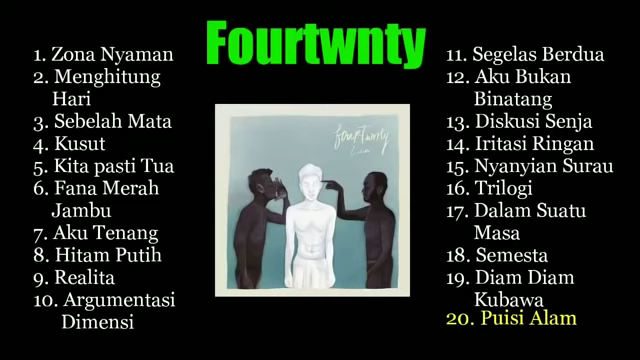 Fourtwnty
1. Zona Nyaman
2. Menghitung
Hari
3. Sebelah Mata
4. Kusut
5. Kita pasti Tua
6. Fana Merah
Jambu
7. Aku Tenang
8. Hitam Putih
9. Realita
10. Argumentasi
Dimensi
fourtwnty
11. Segelas Berdua
12. Aku Bukan
Binatang
13. Diskusi Senja
14. Iritasi Ringan
15. Nyanyian Surau
16. Trilogi
17. Dalam Suatu
Masa
18. Semesta
19. Diam Diam
Kubawa
20. Puisi Alam